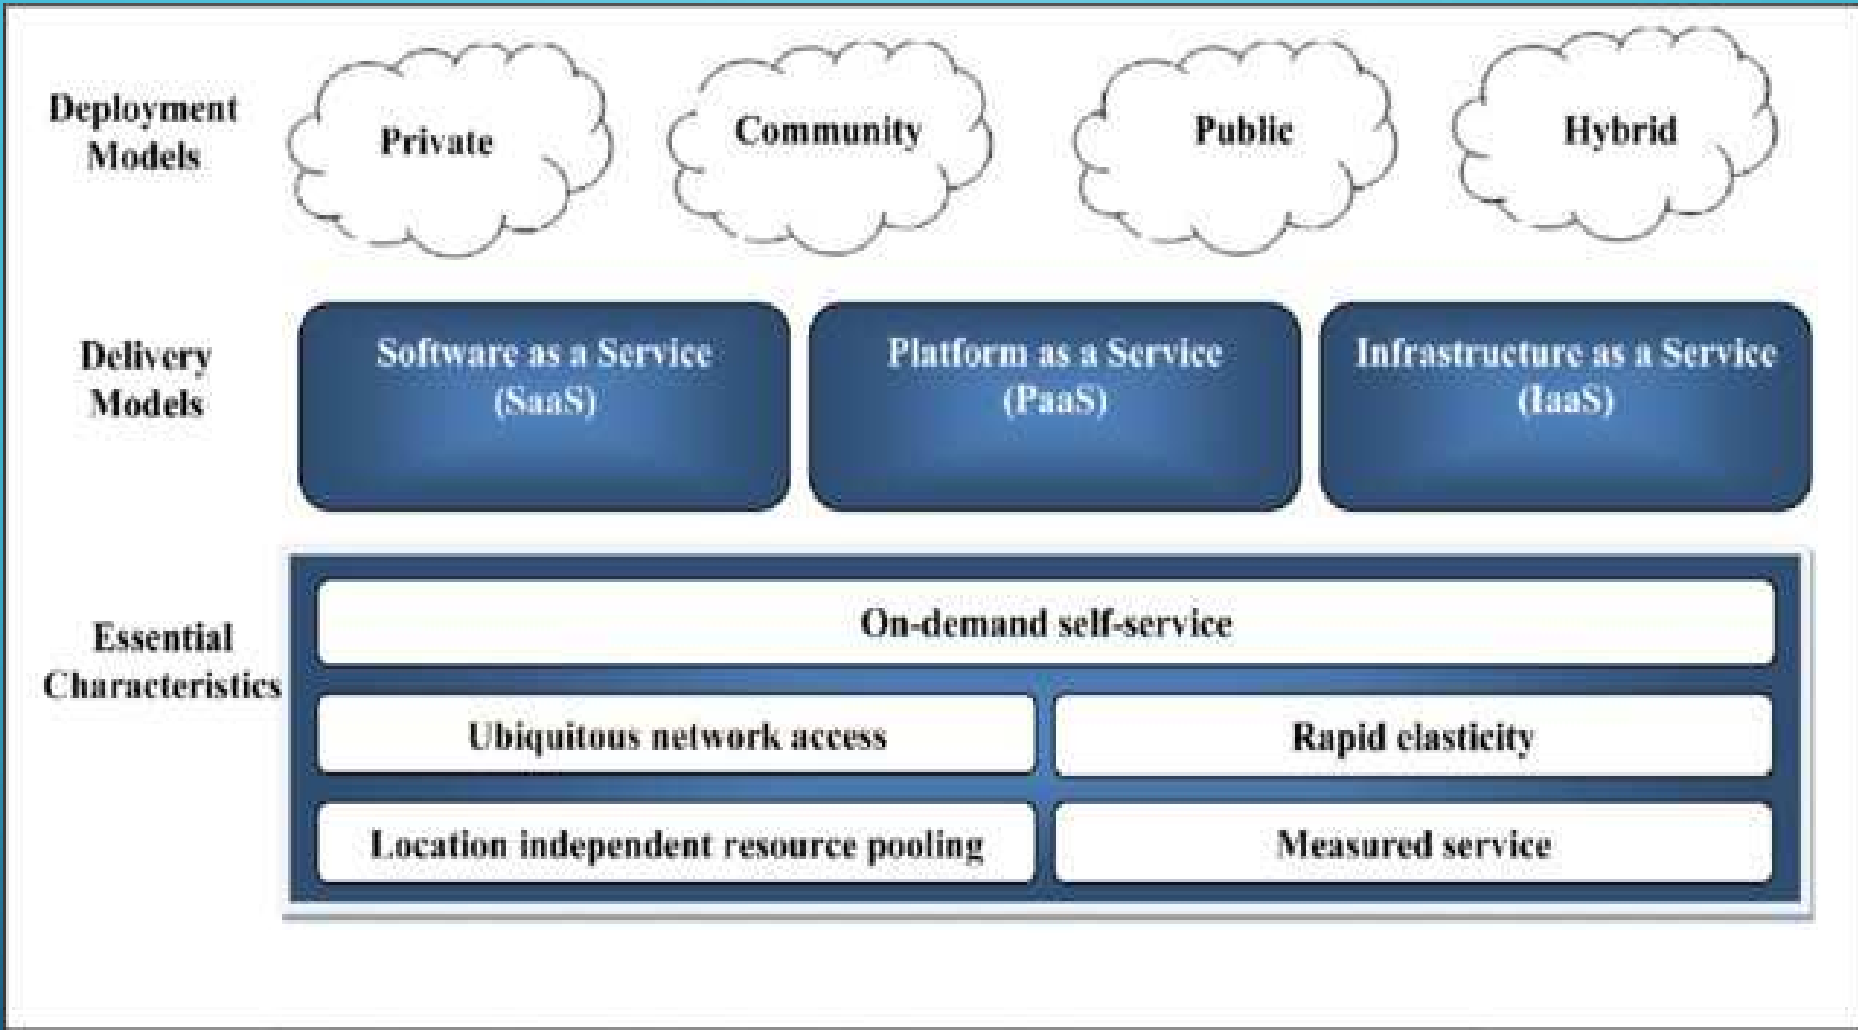 Deployment
Models
Private
Community
Public
Hybrid
Delivery
Models
Software as a Service
(SaaS)
Platform as a Service
(PaaS)
Infrastructure as a Service
(IaaS)
Essential
Characteristics
On-demand self-service
Ubiquitous network access
Rapid elasticity
Location independent resource pooling
Measured service